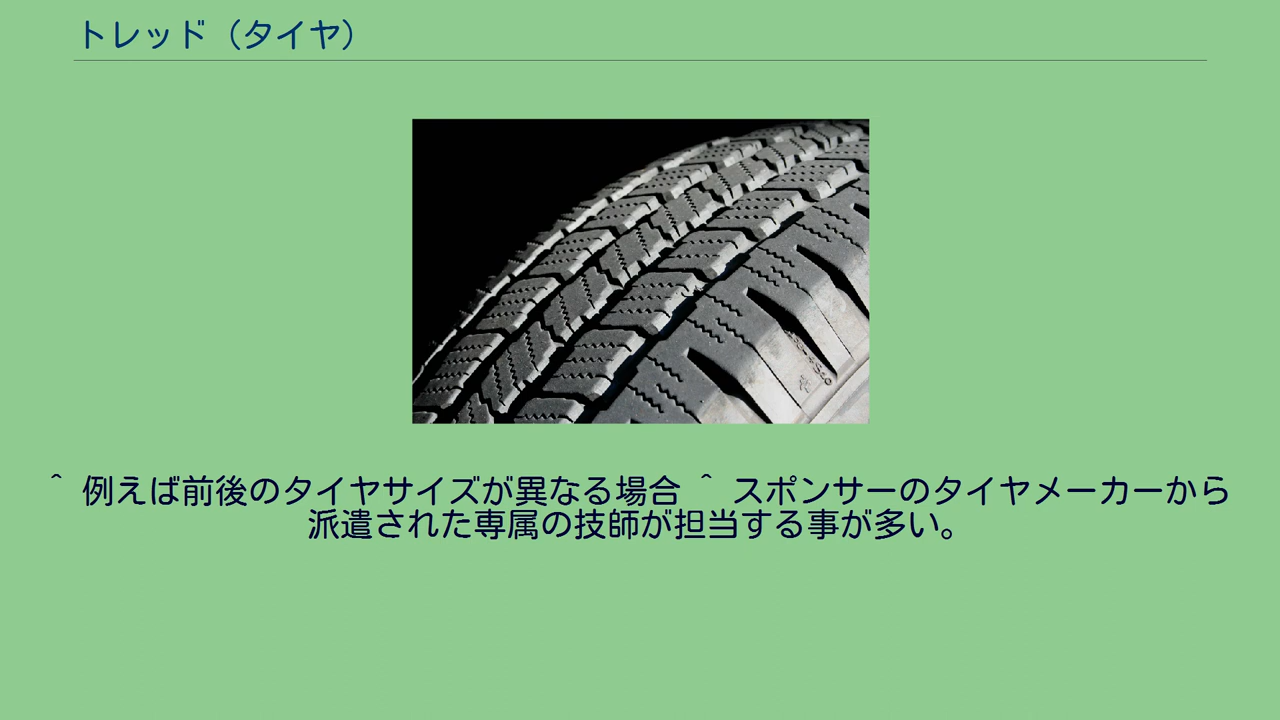 トレッド（タイヤ）
＾ 例えば前後のタイヤサイズが異なる場合 ＾ スポンサーのタイヤメーカーから
派遣された専属の技師が担当する事が多い。